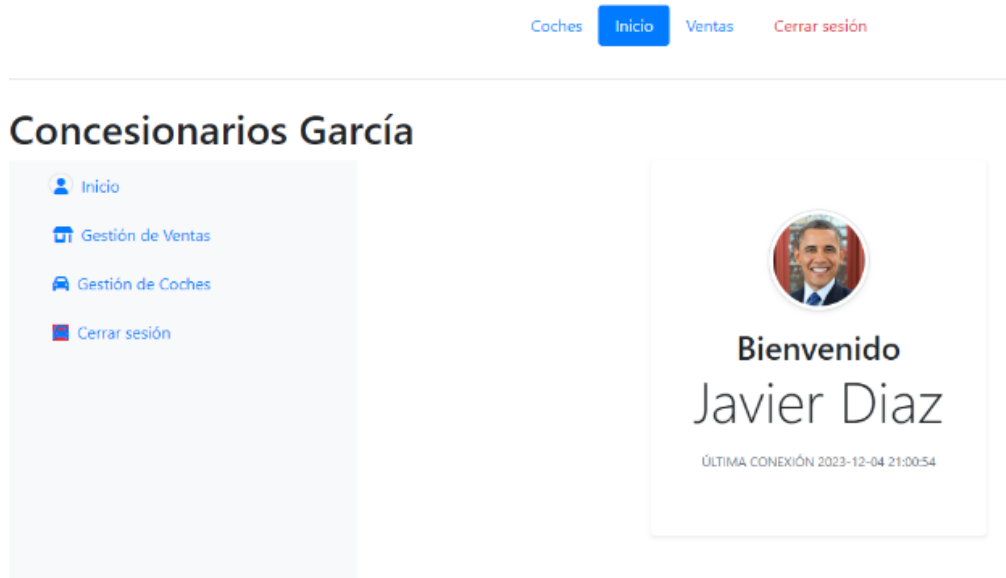 Coches Inicio Ventas Cerrar sesión
Concesionarios García
Inicio
Gestión de Ventas
Gestión de Coches
Cerrar sesión
Bienvenido
Javier Diaz
ÚLTIMA CONEXIÓN 2023-12-04 21:00:54